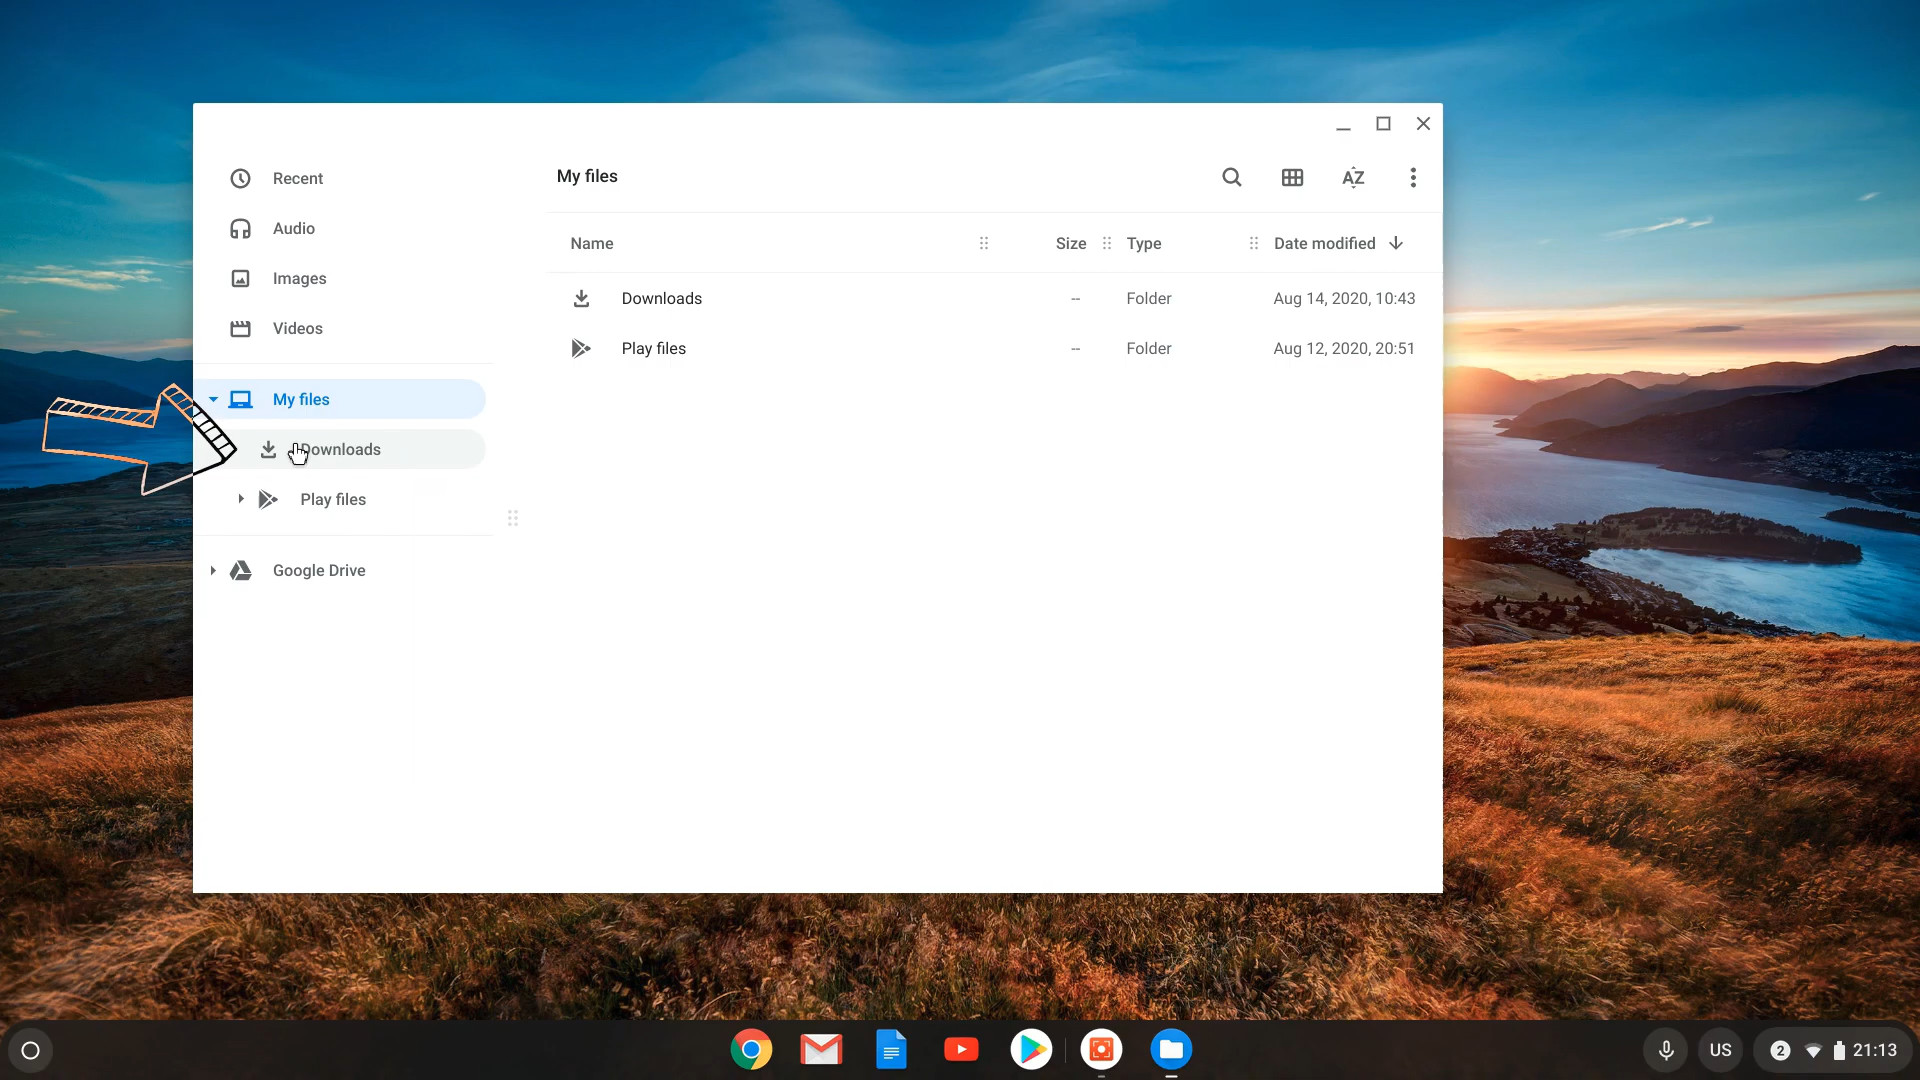 Recent
Audio
Images
Videos
My files
Downloads
Play files
Google Drive
My files
AZ
Name Size Type Date modified
Downloads -- Folder Aug 14, 2020, 10:43
Play files -- Folder Aug 12, 2020, 20:51
US 2 21:13